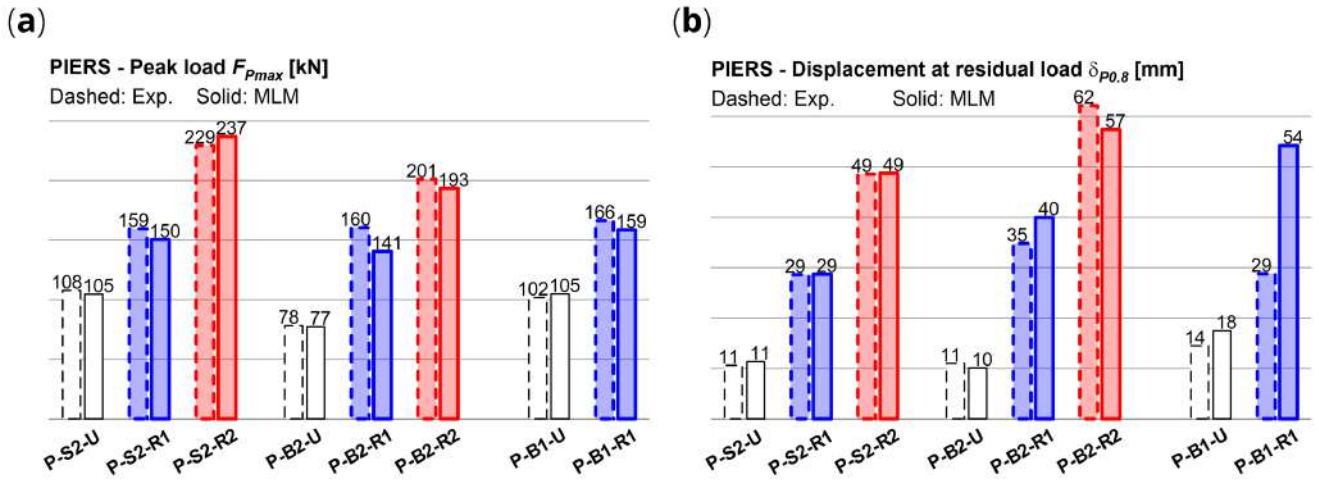 (a)
PIERS - Peak load F_Pmax [kN]
Dashed: Exp. Solid: MLM
108 105 159 150 229 237 78 77 160 141 201 193 102 105 166 159
P-S2-U P-S2-R1 P-S2-R2 P-B2-U P-B2-R1 P-B2-R2 P-B1-U P-B1-R1
(b)
PIERS - Displacement at residual load δ_P0.8 [mm]
Dashed: Exp. Solid: MLM
11 11 29 29 49 49 11 10 35 40 62 57 14 18 29 54
P-S2-U P-S2-R1 P-S2-R2 P-B2-U P-B2-R1 P-B2-R2 P-B1-U P-B1-R1